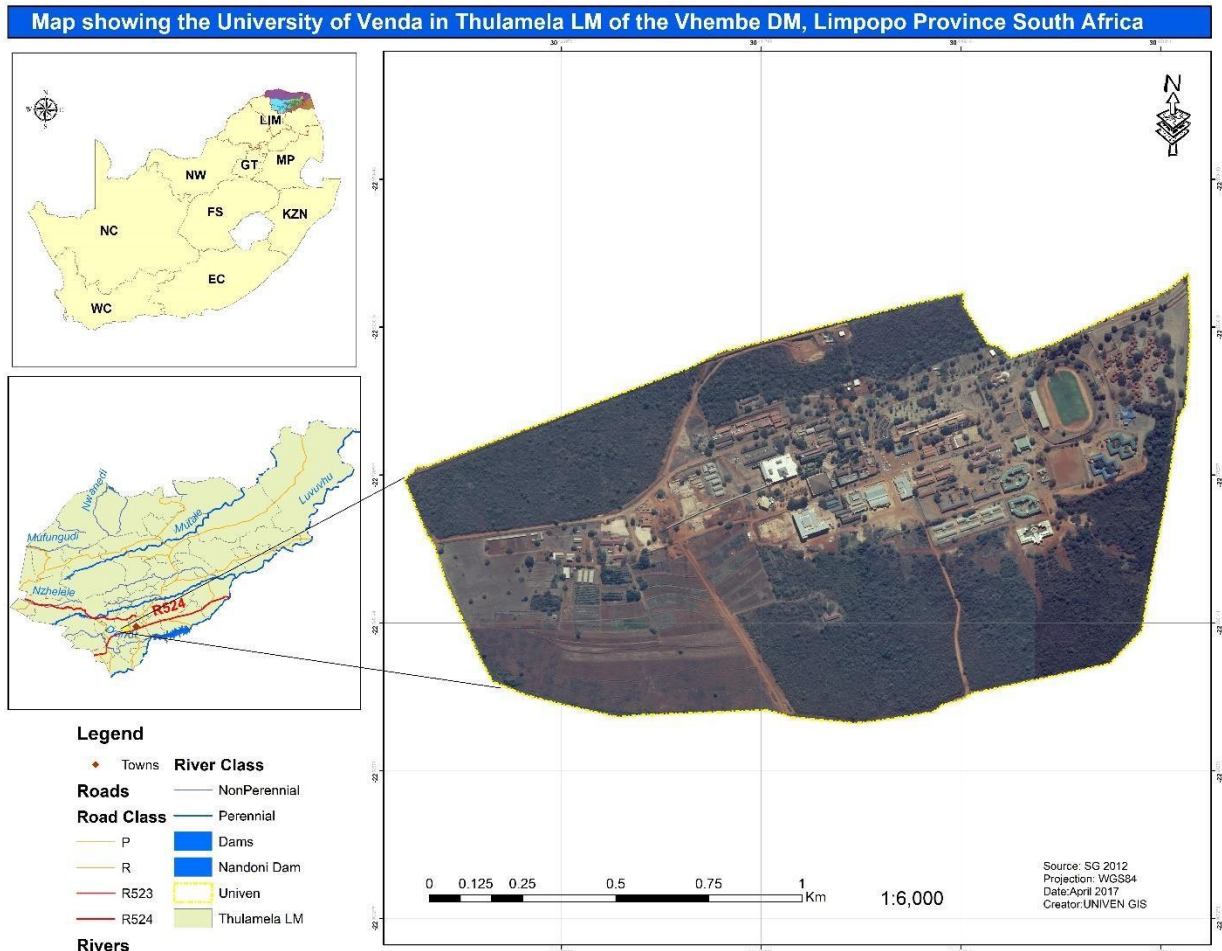 Map showing the University of Venda in Thulamela LM of the Vhembe DM, Limpopo Province South Africa
N
W
S
LIM
NW
GT
MP
FS
KZN
NC
EC
WC
N
Nwanedi
Mutale
Luvuvhu
Mufungudi
Nzhelele
R524
Legend
Towns
Roads
Road Class
P
R
R523
R524
Rivers
River Class
NonPerennial
Perennial
Dams
Nandoni Dam
Univen
Thulamela LM
0 0.125 0.25 0.5 0.75 1
Km
1:6,000
Source: SG 2012
Projection: WGS84
Date:April 2017
Creator:UNIVEN GIS